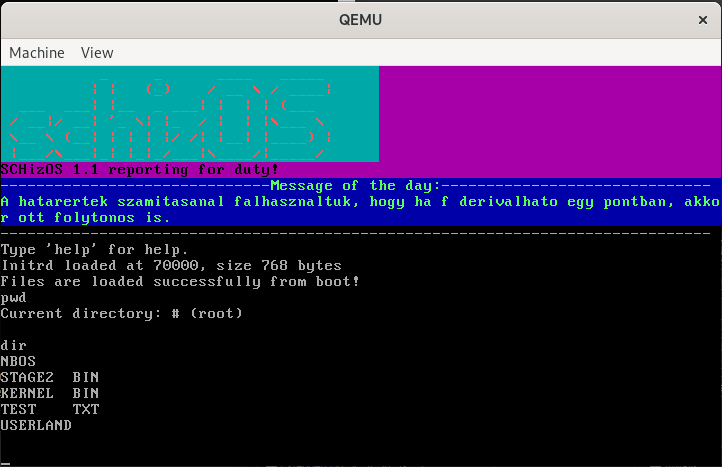 QEMU
Machine View
schizOS
SCHizOS 1.1 reporting for duty!
------------------------------Message of the day:------------------------------
A hatarertek szamitasanal falhasznaltuk, hogy ha f derivalhato egy pontban, akko
r ott folytonos is.
-------------------------------------------------------------------------------
Type 'help' for help.
Initrd loaded at 70000, size 768 bytes
Files are loaded successfully from boot!
pwd
Current directory: # (root)
dir
NBOS
STAGE2 BIN
KERNEL BIN
TEST TXT
USERLAND
_